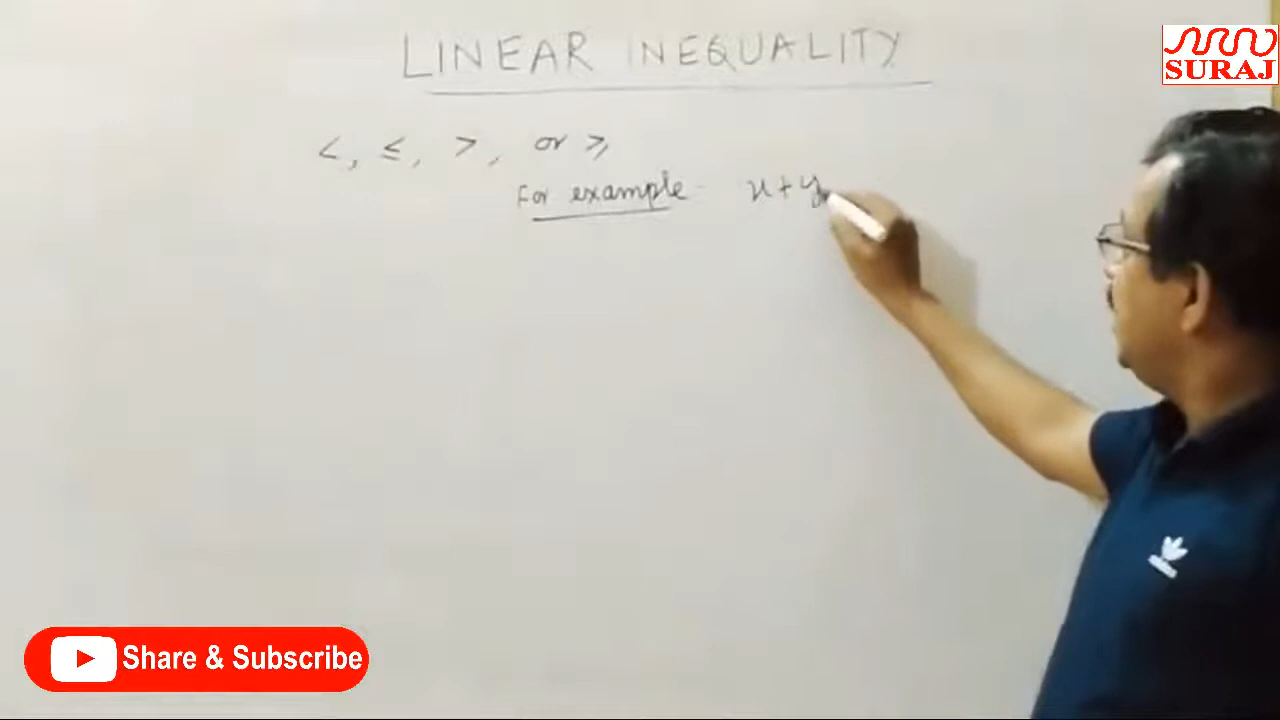 LINEAR INEQUALITY
SURAJ
<, ≤, >, or ⩾
For example - x + y
Share & Subscribe